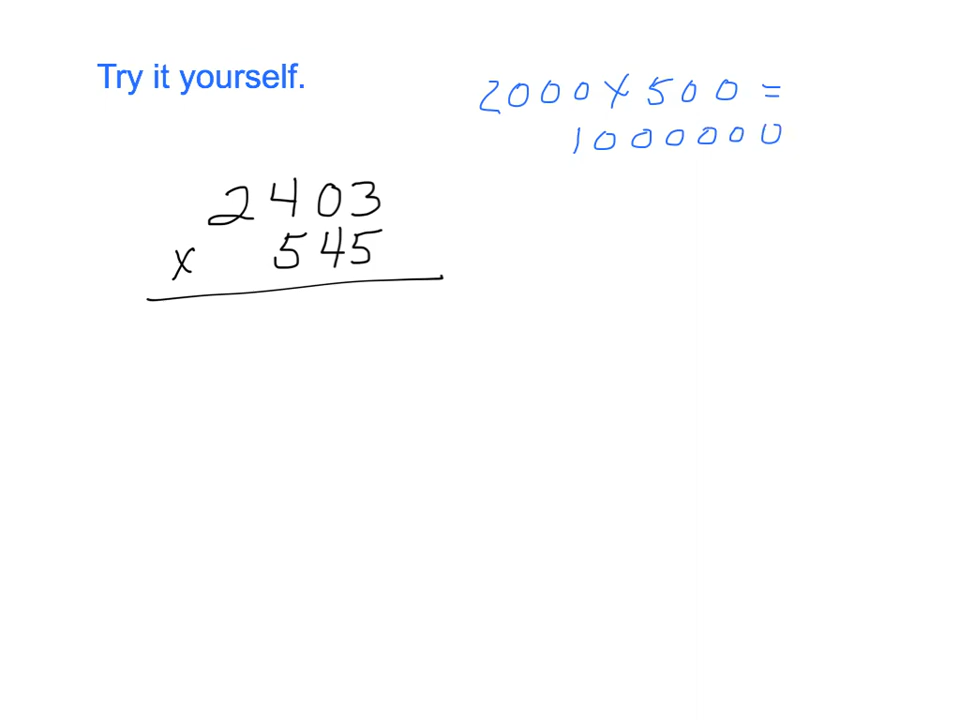 Try it yourself.
2000 x 500 =
1000000
2403
x 545